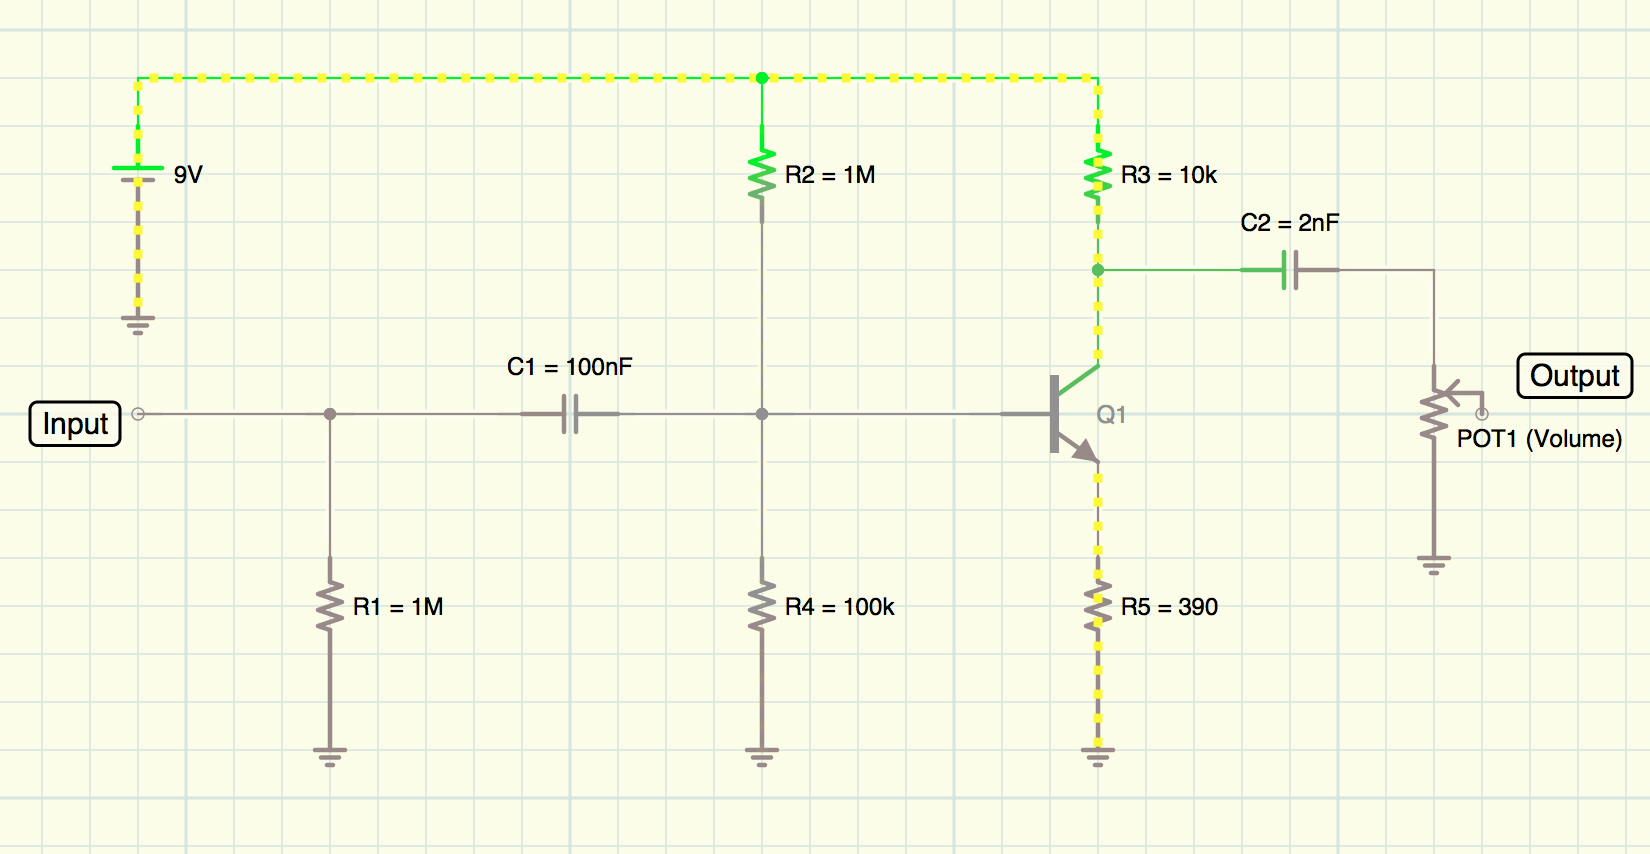 9V
R2 = 1M
R3 = 10k
C2 = 2nF
C1 = 100nF
Output
Input
Q1
POT1 (Volume)
R1 = 1M
R4 = 100k
R5 = 390